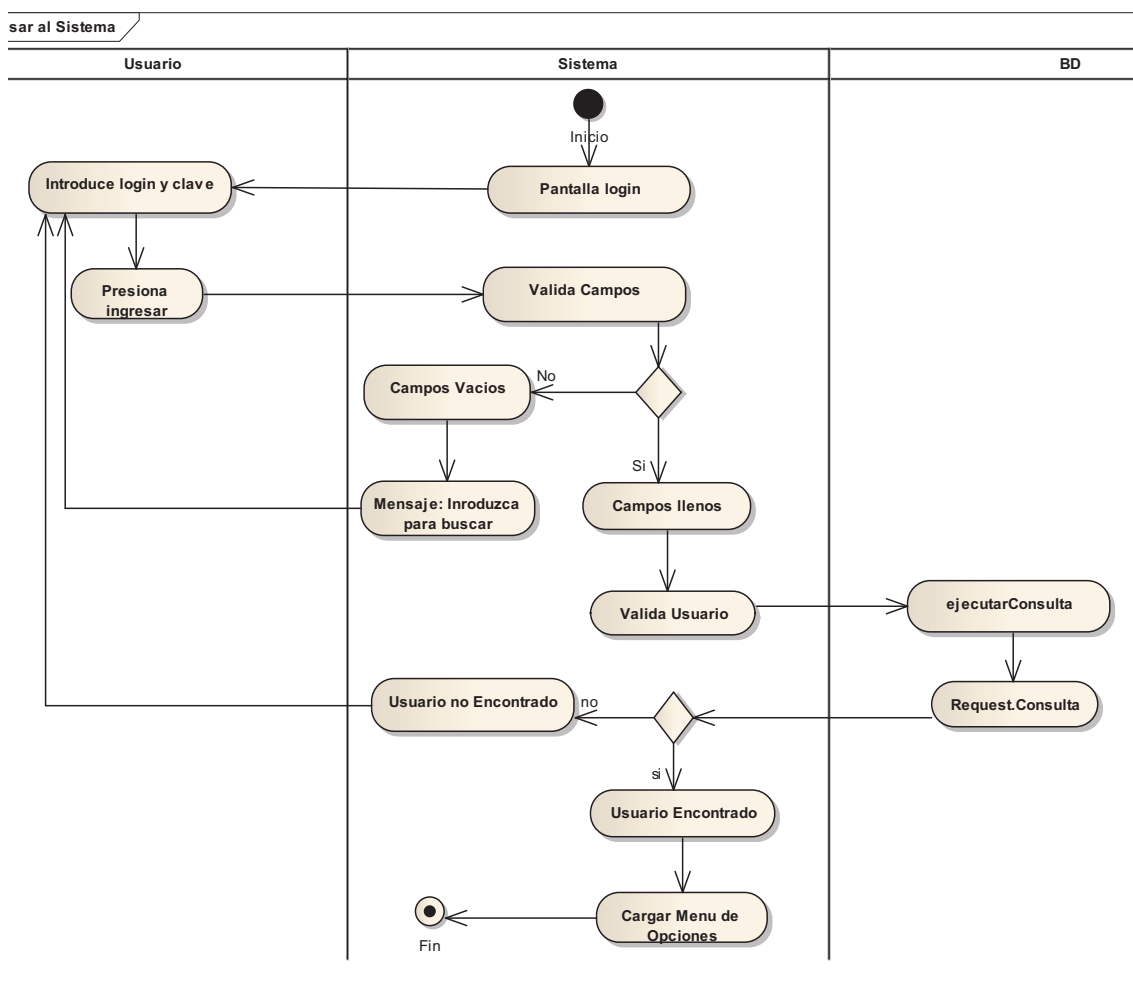 sar al Sistema
Usuario
Sistema
BD
Inicio
Introduce login y clave
Pantalla login
Presiona
ingresar
Valida Campos
No
Campos Vacios
Si
Mensaje: Inroduzca
para buscar
Campos llenos
Valida Usuario
ejecutarConsulta
Usuario no Encontrado
no
Request.Consulta
si
Usuario Encontrado
Cargar Menu de
Opciones
Fin